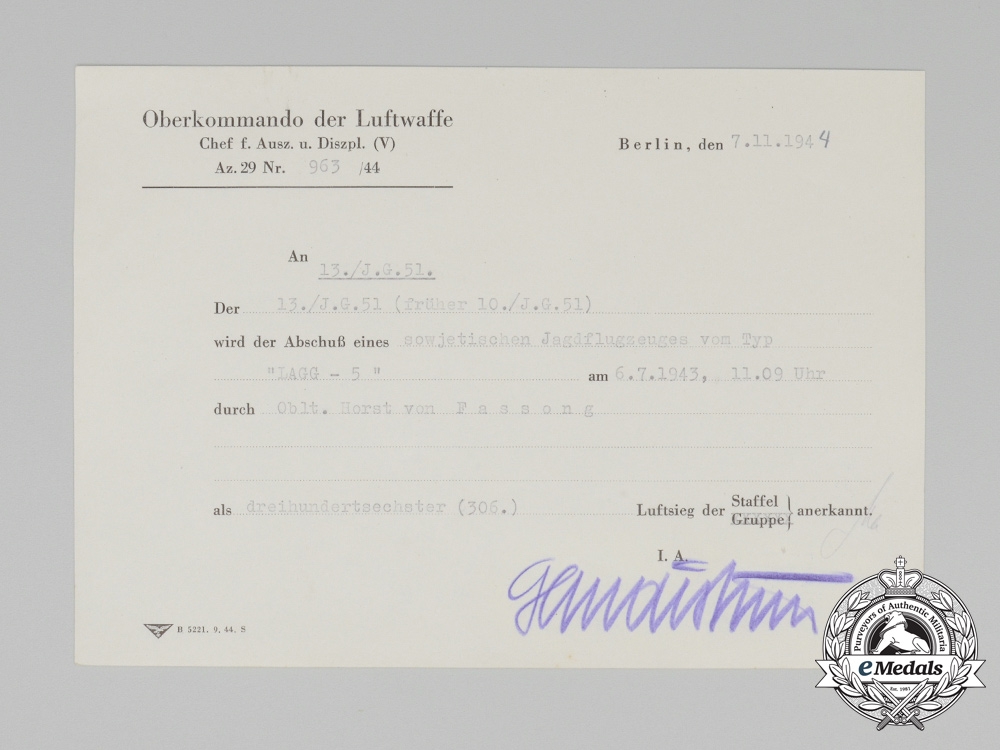 Oberkommando der Luftwaffe
Chef f. Ausz. u. Diszpl. (V)
Az. 29 Nr. 963 /44
Berlin, den 7.11.1944
An
13./J.G.51.
Der 13./J.G.51 (früher 10./J.G.51)
wird der Abschuß eines sowjetischen Jagdflugzeuges vom Typ
"LAGG - 5 " am 6.7.1943, 11.09 Uhr
durch Oblt. Horst von F a s s o n g
als dreihundertsechster (306.) Luftsieg der Staffel } anerkannt.
Gruppe
I. A.
B 5221. 9. 44. S
Purveyors of Authentic Militaria
eMedals
Est. 1967